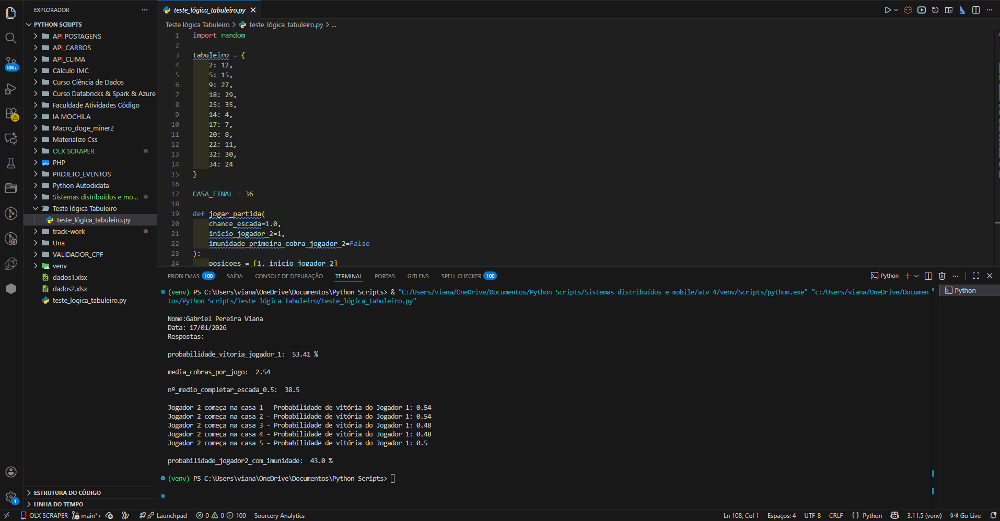 EXPLORADOR
PYTHON SCRIPTS
API POSTAGENS
API_CARROS
API_CLIMA
Cálculo IMC
Curso Ciência de Dados
Curso Databricks & Spark & Azure
Faculdade Atividades Código
IA MOCHILA
Macro_doge_miner2
Materialize Css
OLX SCRAPER
PHP
PROJETO_EVENTOS
Python Autodidata
Sistemas distribuídos e mo...
Teste lógica Tabuleiro
teste_lógica_tabuleiro.py
track-work
Una
VALIDADOR_CPF
venv
dados1.xlsx
dados2.xlsx
teste_logica_tabuleiro.py
ESTRUTURA DO CÓDIGO
LINHA DO TEMPO
10K+
1
teste_lógica_tabuleiro.py
Teste lógica Tabuleiro > teste_lógica_tabuleiro.py > ...
1 import random
2
3 tabuleiro = {
4 2: 12,
5 5: 15,
6 9: 27,
7 18: 29,
8 25: 35,
9 14: 4,
10 17: 7,
11 20: 8,
12 22: 11,
13 32: 30,
14 34: 24
15 }
16
17 CASA_FINAL = 36
18
19 def jogar_partida(
20 chance_escada=1.0,
21 inicio_jogador_2=1,
22 imunidade_primeira_cobra_jogador_2=False
23 ):
24 posicoes = [1, inicio_jogador_2]
PROBLEMAS 100 SAÍDA CONSOLE DE DEPURAÇÃO TERMINAL PORTAS GITLENS SPELL CHECKER 100
Python
Python
(venv) PS C:\Users\viana\OneDrive\Documentos\Python Scripts> & "C:/Users/viana/OneDrive/Documentos/Python Scripts/Sistemas distribuídos e mobile/atv 4/venv/Scripts/python.exe" "c:/Users/viana/OneDrive/Documen
tos/Python Scripts/Teste lógica Tabuleiro/teste_lógica_tabuleiro.py"
Nome:Gabriel Pereira Viana
Data: 17/01/2026
Respostas:
probabilidade_vitoria_jogador_1:  53.41 %
media_cobras_por_jogo:  2.54
nº_medio_completar_escada_0.5:  38.5
Jogador 2 começa na casa 1 - Probabilidade de vitória do Jogador 1: 0.54
Jogador 2 começa na casa 2 - Probabilidade de vitória do Jogador 1: 0.54
Jogador 2 começa na casa 3 - Probabilidade de vitória do Jogador 1: 0.48
Jogador 2 começa na casa 4 - Probabilidade de vitória do Jogador 1: 0.48
Jogador 2 começa na casa 5 - Probabilidade de vitória do Jogador 1: 0.5
probabilidade_jogador2_com_imunidade:  43.0 %
(venv) PS C:\Users\viana\OneDrive\Documentos\Python Scripts>
OLX SCRAPER main*+ Launchpad 0 0 100 Sourcery Analytics Ln 108, Col 1 Espaços: 4 UTF-8 CRLF { } Python 3.11.5 (venv) Go Live